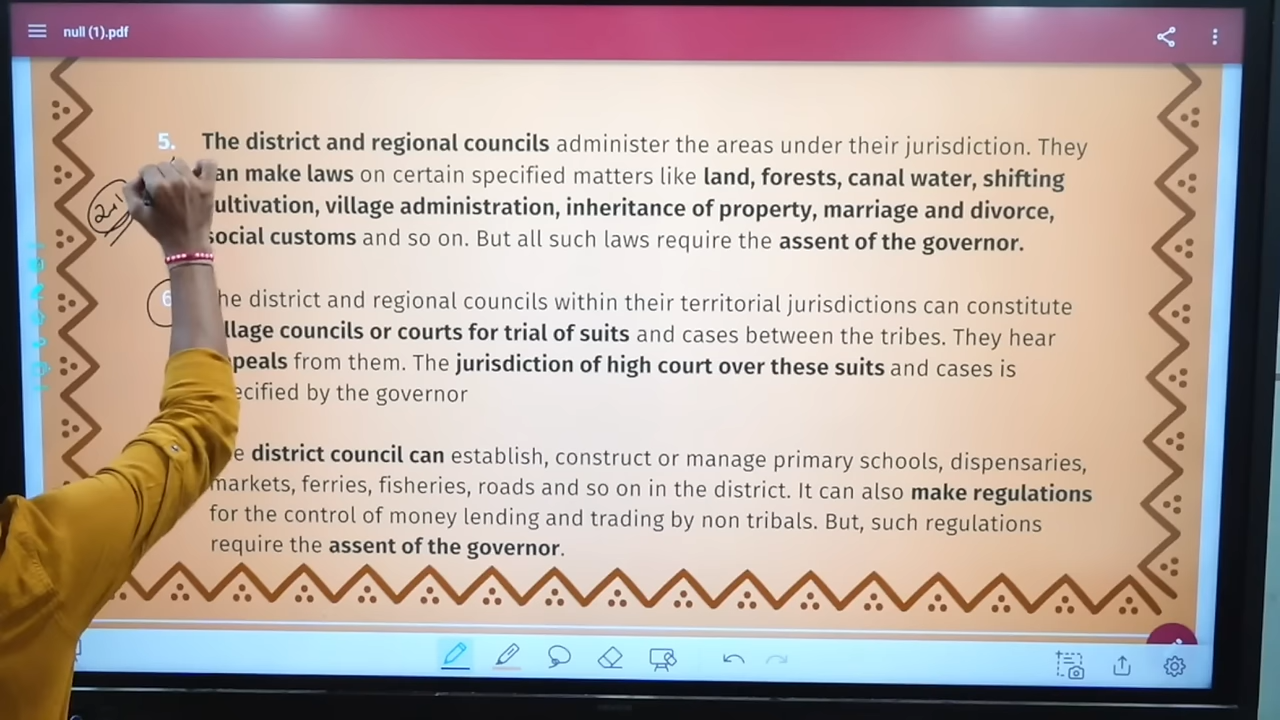 null (1).pdf
5. The district and regional councils administer the areas under their jurisdiction. They
an make laws on certain specified matters like land, forests, canal water, shifting
ultivation, village administration, inheritance of property, marriage and divorce,
social customs and so on. But all such laws require the assent of the governor.
6 he district and regional councils within their territorial jurisdictions can constitute
llage councils or courts for trial of suits and cases between the tribes. They hear
peals from them. The jurisdiction of high court over these suits and cases is
ecified by the governor
e district council can establish, construct or manage primary schools, dispensaries,
markets, ferries, fisheries, roads and so on in the district. It can also make regulations
for the control of money lending and trading by non tribals. But, such regulations
require the assent of the governor.